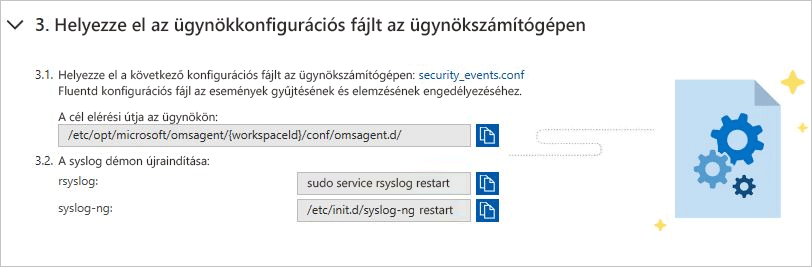 3. Helyezze el az ügynökkonfigurációs fájlt az ügynökszámítógépen
3.1. Helyezze el a következő konfigurációs fájlt az ügynökszámítógépen: security_events.conf
Fluentd konfigurációs fájl az események gyűjtésének és elemzésének engedélyezéséhez.
A cél elérési útja az ügynökön:
/etc/opt/microsoft/omsagent/{workspaceId}/conf/omsagent.d/
3.2. A syslog démon újraindítása:
rsyslog: sudo service rsyslog restart
syslog-ng: /etc/init.d/syslog-ng restart